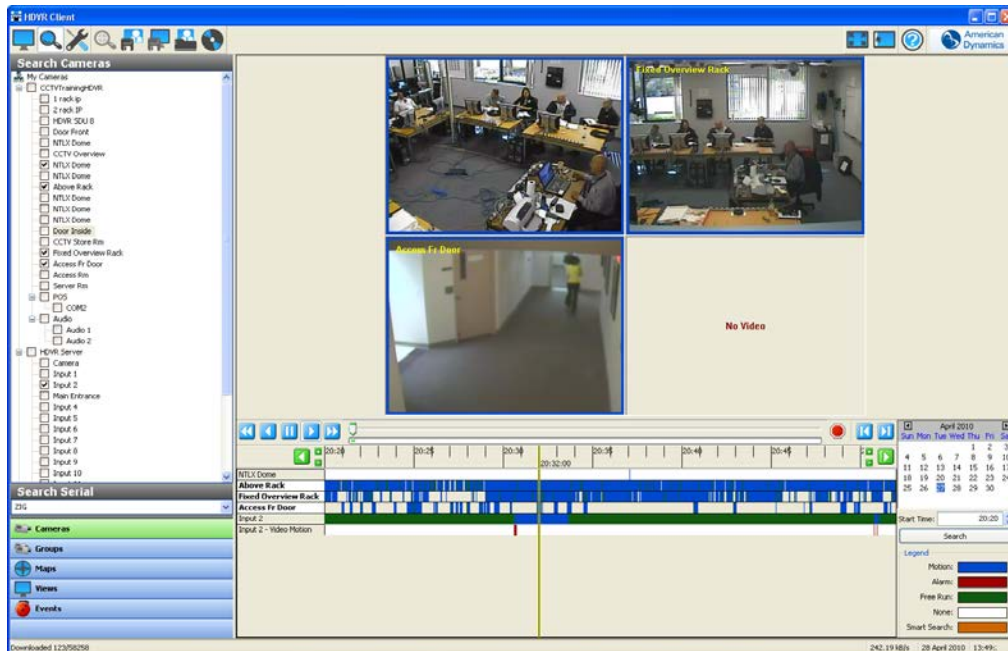 HDVR Client
American
Dynamics
Search Cameras
My Cameras
CCTVTrainingHDVR
1 rack ip
2 rack IP
HDVR SDU 8
Door Front
NTLX Dome
CCTV Overview
NTLX Dome
NTLX Dome
Above Rack
NTLX Dome
NTLX Dome
NTLX Dome
Door Inside
CCTV Store Rm
Fixed Overview Rack
Access Fr Door
Access Rm
Server Rm
POS
COM2
Audio
Audio 1
Audio 2
HDVR Server
Camera
Input 1
Input 2
Main Entrance
Input 4
Input 5
Input 6
Input 7
Input 8
Input 9
Input 10
Search Serial
Cameras
Groups
Maps
Views
Events
Fixed Overview Rack
Access Fr Door
No Video
20:20 20:25 20:30 20:35 20:40 20:45
20:32:00
NTLX Dome
Above Rack
Fixed Overview Rack
Access Fr Door
Input 2
Input 2 - Video Motion
April 2010
Sun Mon Tue Wed Thu Fri
1 2
4 5 6 7 8 9
11 12 13 14 15 16
18 19 20 21 22 23
25 26 27 28 29 30
Start Time: 20:20
Search
Legend
Motion:
Alarm:
Free Run:
None:
Smart Search:
Downloaded 123/58258
242.19 kB/s 28 April 2010